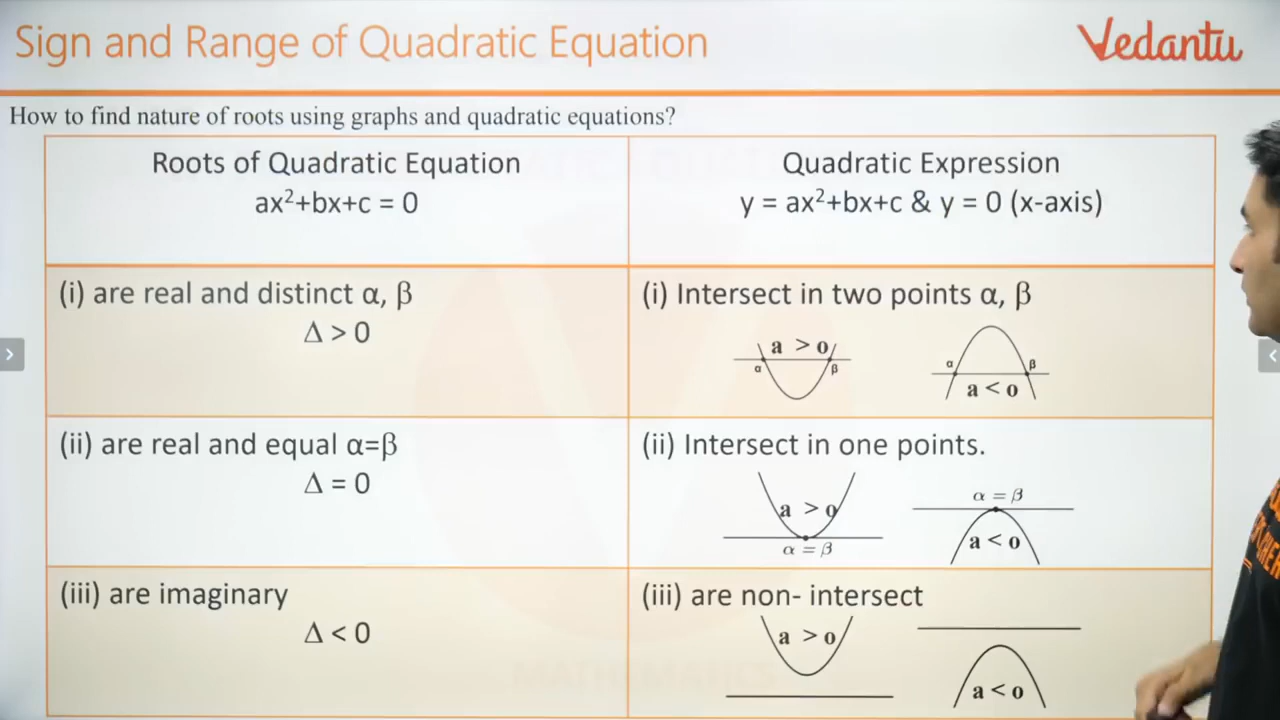 Sign and Range of Quadratic Equation
Vedantu
How to find nature of roots using graphs and quadratic equations?
Roots of Quadratic Equation
ax²+bx+c = 0
Quadratic Expression
y = ax²+bx+c & y = 0 (x-axis)
(i) are real and distinct α, β
Δ > 0
(i) Intersect in two points α, β
a > o
α
β
α
β
a < o
(ii) are real and equal α=β
Δ = 0
(ii) Intersect in one points.
a > o
α = β
α = β
a < o
(iii) are imaginary
Δ < 0
(iii) are non- intersect
a > o
a < o
MATHEMATICS